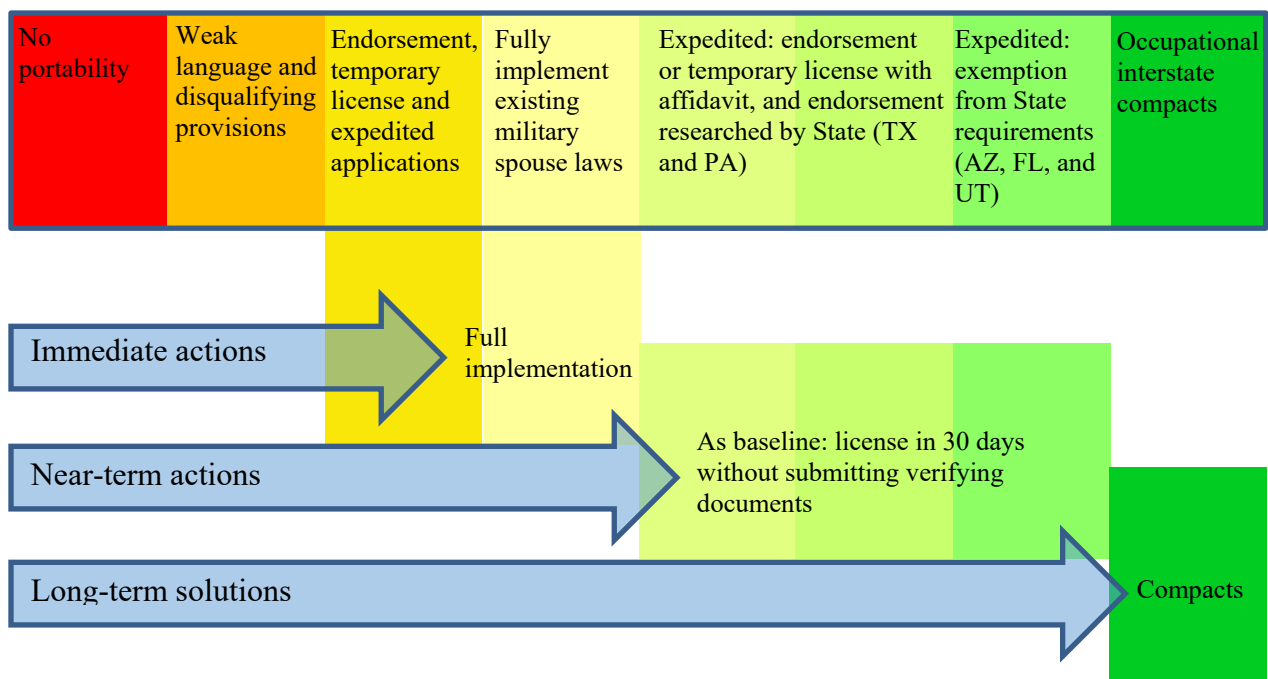 No
portability
Weak
language and
disqualifying
provisions
Endorsement,
temporary
license and
expedited
applications
Fully
implement
existing
military
spouse laws
Expedited: endorsement
or temporary license with
affidavit, and endorsement
researched by State (TX
and PA)
Expedited:
exemption
from State
requirements
(AZ, FL, and
UT)
Occupational
interstate
compacts
Immediate actions
Full
implementation
Near-term actions
As baseline: license in 30 days
without submitting verifying
documents
Long-term solutions
Compacts